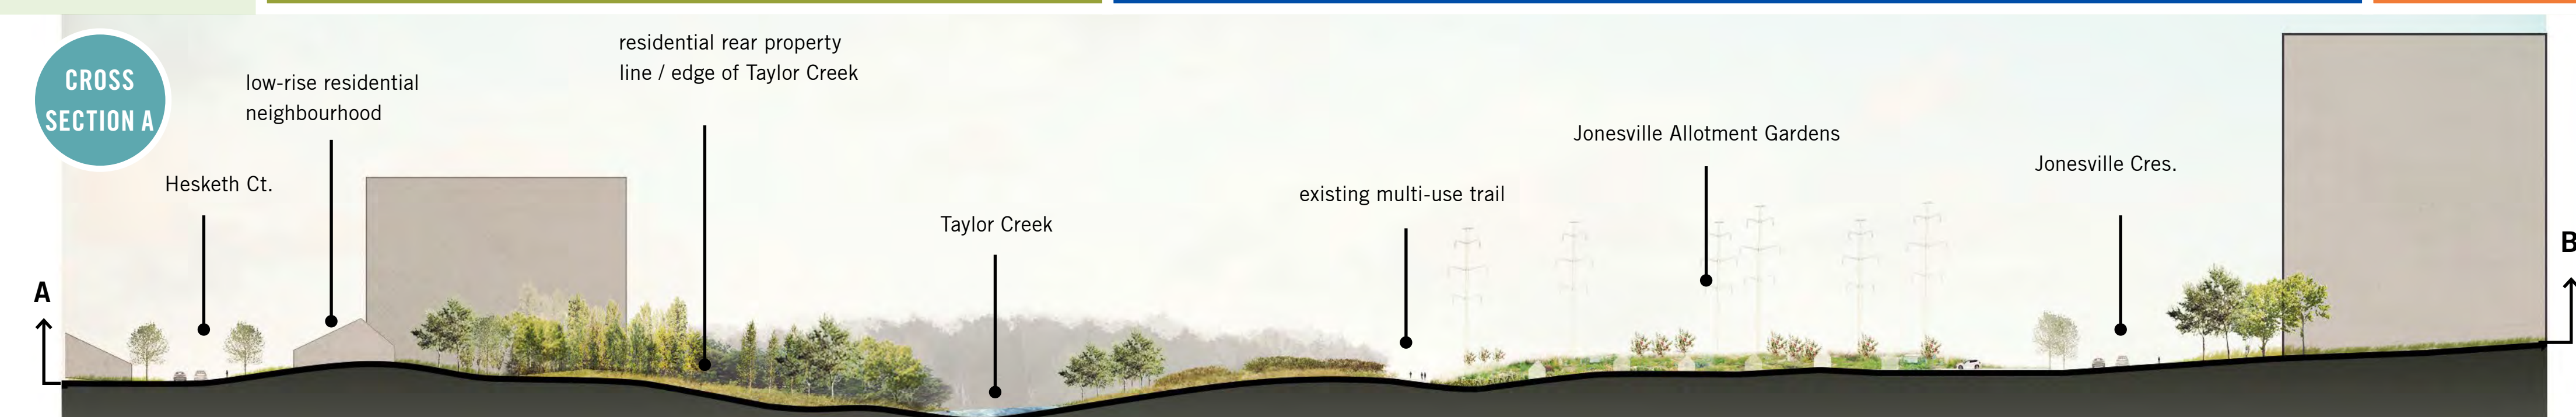 CROSS
SECTION A
Hesketh Ct.
low-rise residential
neighbourhood
residential rear property
line / edge of Taylor Creek
Taylor Creek
existing multi-use trail
Jonesville Allotment Gardens
Jonesville Cres.
A
B